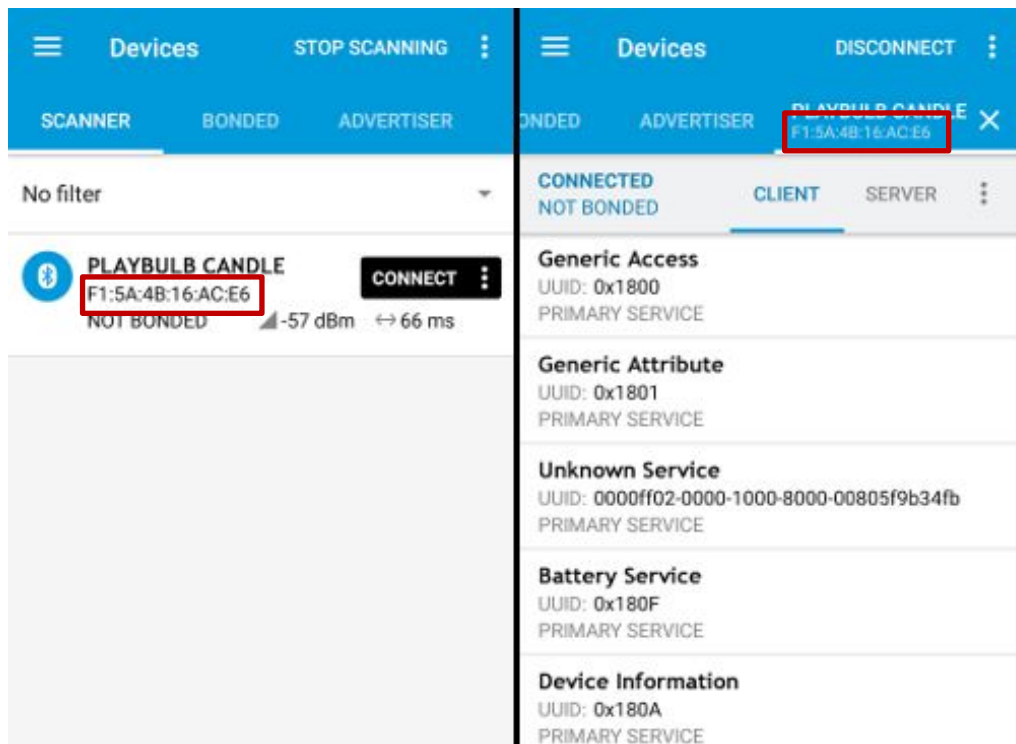 Devices STOP SCANNING
SCANNER BONDED ADVERTISER
No filter
PLAYBULB CANDLE
F1:5A:4B:16:AC:E6
CONNECT
NOT BONDED -57 dBm 66 ms
Devices DISCONNECT
ONDED ADVERTISER PLAYBULB CANDLE
F1:5A:4B:16:AC:E6
CONNECTED
NOT BONDED
CLIENT SERVER
Generic Access
UUID: 0x1800
PRIMARY SERVICE
Generic Attribute
UUID: 0x1801
PRIMARY SERVICE
Unknown Service
UUID: 0000ff02-0000-1000-8000-00805f9b34fb
PRIMARY SERVICE
Battery Service
UUID: 0x180F
PRIMARY SERVICE
Device Information
UUID: 0x180A
PRIMARY SERVICE